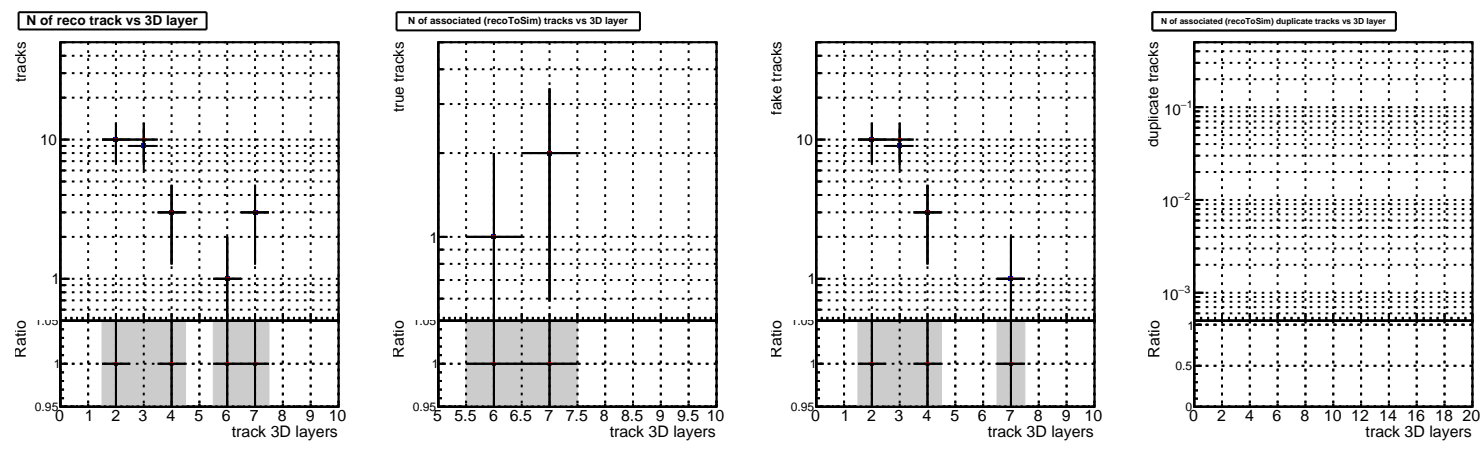 N of reco track vs 3D layer
tracks
10
1
Ratio
1.05
1
0.95
0 1 2 3 4 5 6 7 8 9 10
track 3D layers
N of associated (recoToSim) tracks vs 3D layer
true tracks
1
Ratio
1.05
1
0.95
5 5.5 6 6.5 7 7.5 8 8.5 9 9.5 10
track 3D layers
fake tracks
10
1
Ratio
1.05
1
0.95
0 1 2 3 4 5 6 7 8 9 10
track 3D layers
N of associated (recoToSim) duplicate tracks vs 3D layer
duplicate tracks
10⁻¹
10⁻²
10⁻³
Ratio
1
0.5
0
0 2 4 6 8 10 12 14 16 18 20
track 3D layers